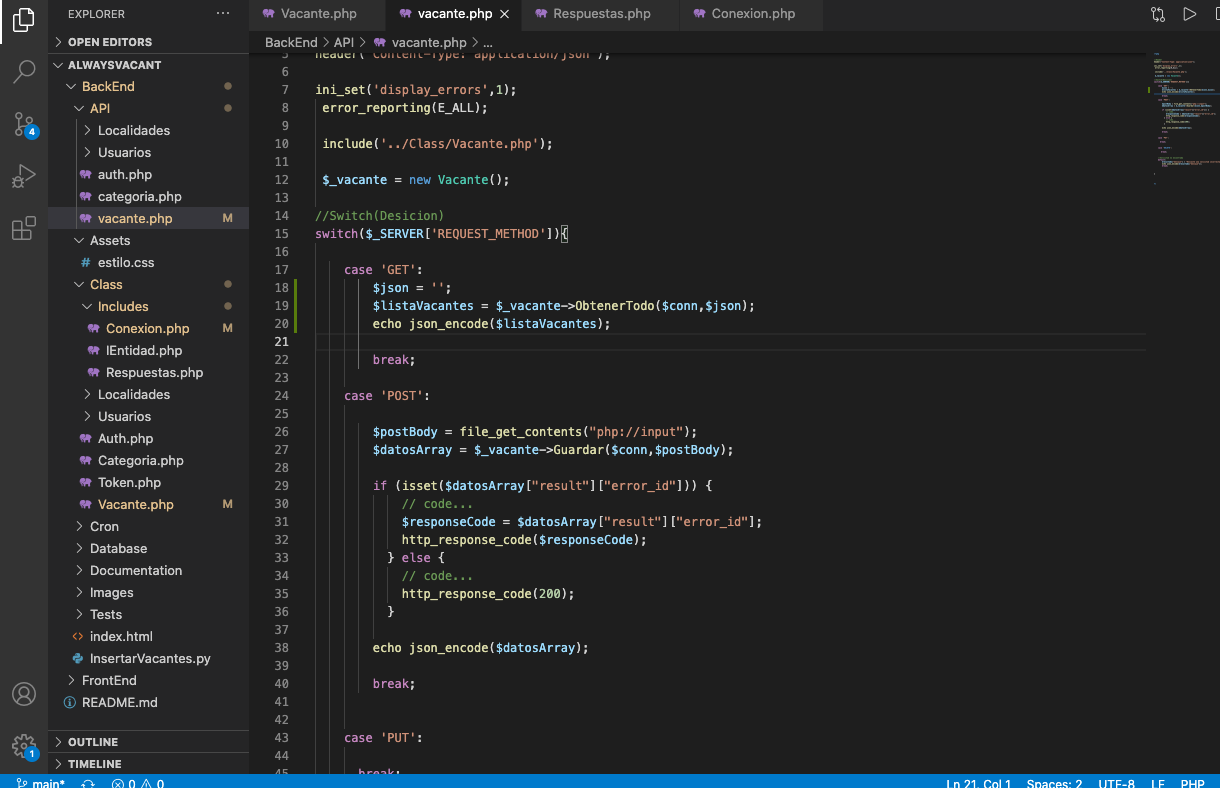 EXPLORER
Vacante.php
vacante.php
Respuestas.php
Conexion.php
OPEN EDITORS
BackEnd > API > vacante.php > ...
ALWAYSVACANT
BackEnd
API
Localidades
Usuarios
auth.php
categoria.php
vacante.php M
Assets
estilo.css
Class
Includes
Conexion.php M
IEntidad.php
Respuestas.php
Localidades
Usuarios
Auth.php
Categoria.php
Token.php
Vacante.php M
Cron
Database
Documentation
Images
Tests
index.html
InsertarVacantes.py
FrontEnd
README.md
OUTLINE
TIMELINE
4
1
5 header( Content-Type: application/json );
6
7 ini_set('display_errors',1);
8 error_reporting(E_ALL);
9
10 include('../Class/Vacante.php');
11
12 $_vacante = new Vacante();
13
14 //Switch(Desicion)
15 switch($_SERVER['REQUEST_METHOD']){
16
17 case 'GET':
18 $json = '';
19 $listaVacantes = $_vacante->ObtenerTodo($conn,$json);
20 echo json_encode($listaVacantes);
21
22 break;
23
24 case 'POST':
25
26 $postBody = file_get_contents("php://input");
27 $datosArray = $_vacante->Guardar($conn,$postBody);
28
29 if (isset($datosArray["result"]["error_id"])) {
30 // code...
31 $responseCode = $datosArray["result"]["error_id"];
32 http_response_code($responseCode);
33 } else {
34 // code...
35 http_response_code(200);
36 }
37
38 echo json_encode($datosArray);
39
40 break;
41
42
43 case 'PUT':
44
45 break;
main* 0 0 Ln 21, Col 1 Spaces: 2 UTF-8 LF PHP